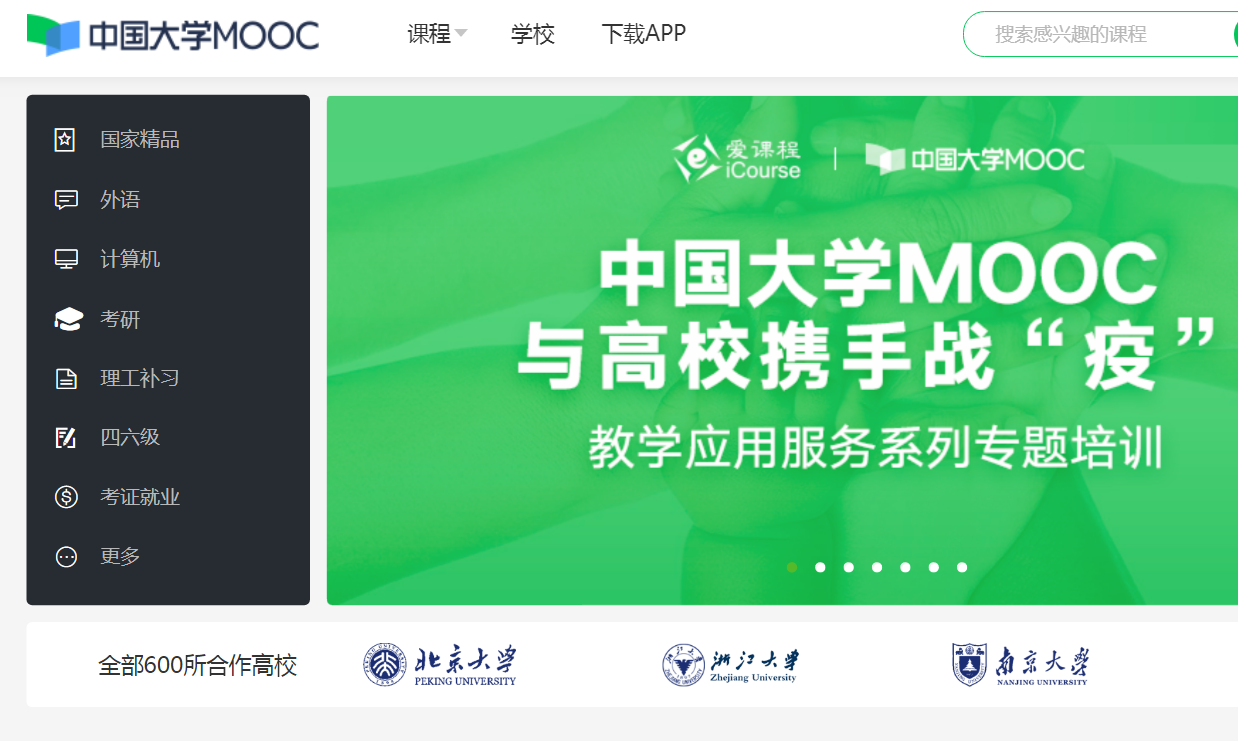 中国大学MOOC
课程
学校
下载APP
搜索感兴趣的课程
国家精品
外语
计算机
考研
理工补习
四六级
考证就业
更多
爱课程
iCourse
中国大学MOOC
中国大学MOOC
与高校携手战“疫”
教学应用服务系列专题培训
全部600所合作高校
北京大学
PEKING UNIVERSITY
浙江大学
Zhejiang University
南京大学
NANJING UNIVERSITY